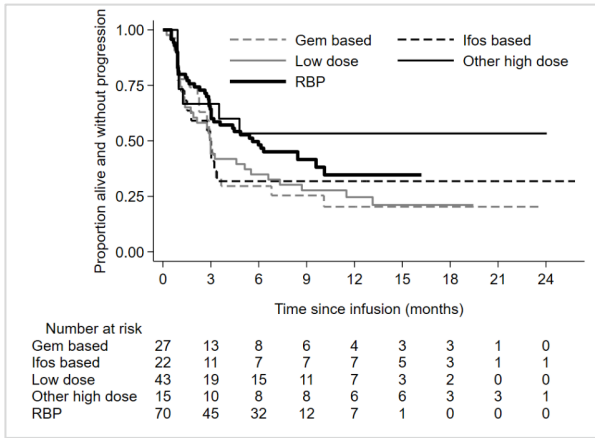 Proportion alive and without progression
1.00
0.75
0.50
0.25
0.00
Gem based
Ifos based
Low dose
Other high dose
RBP
0 3 6 9 12 15 18 21 24
Time since infusion (months)
Number at risk
Gem based 27 13 8 6 4 3 3 1 0
Ifos based 22 11 7 7 7 5 3 1 1
Low dose 43 19 15 11 7 3 2 0 0
Other high dose 15 10 8 8 6 6 3 3 1
RBP 70 45 32 12 7 1 0 0 0